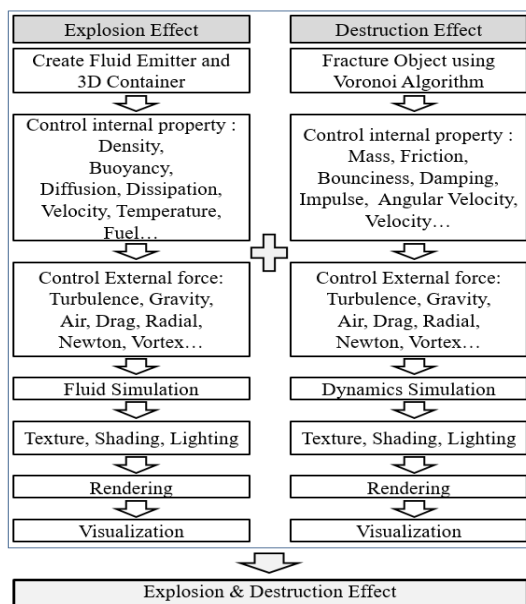 Explosion Effect
Create Fluid Emitter and
3D Container
Control internal property :
Density,
Buoyancy,
Diffusion, Dissipation,
Velocity, Temperature,
Fuel…
Control External force:
Turbulence, Gravity,
Air, Drag, Radial,
Newton, Vortex…
Fluid Simulation
Texture, Shading, Lighting
Rendering
Visualization
Destruction Effect
Fracture Object using
Voronoi Algorithm
Control internal property :
Mass, Friction,
Bounciness, Damping,
Impulse, Angular Velocity,
Velocity…
Control External force:
Turbulence, Gravity,
Air, Drag, Radial,
Newton, Vortex…
Dynamics Simulation
Texture, Shading, Lighting
Rendering
Visualization
Explosion & Destruction Effect